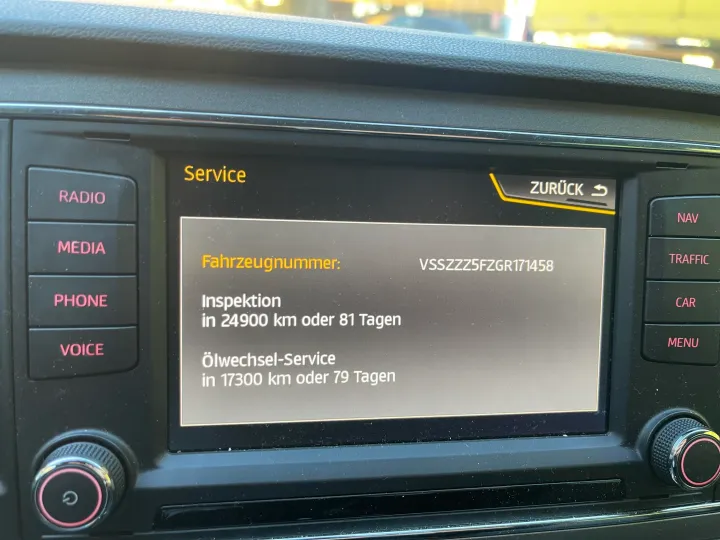 Service
ZURÜCK
RADIO
MEDIA
PHONE
VOICE
Fahrzeugnummer: VSSZZZ5FZGR171458
Inspektion
in 24900 km oder 81 Tagen
Ölwechsel-Service
in 17300 km oder 79 Tagen
NAV
TRAFFIC
CAR
MENU